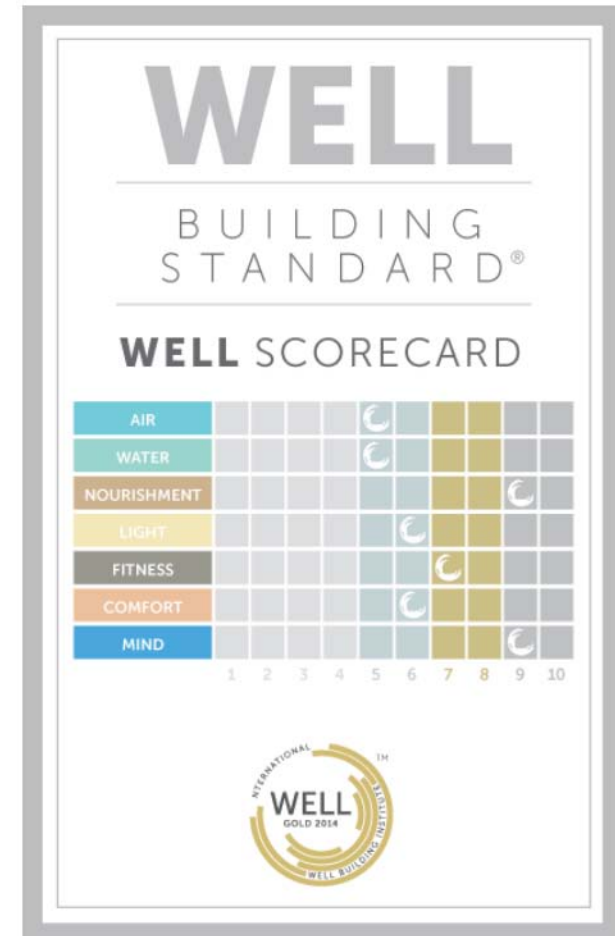 WELL
BUILDING
STANDARD®
WELL SCORECARD
AIR
WATER
NOURISHMENT
LIGHT
FITNESS
COMFORT
MIND
1 2 3 4 5 6 7 8 9 10
INTERNATIONAL
TM
WELL
GOLD 2014
WELL BUILDING INSTITUTE